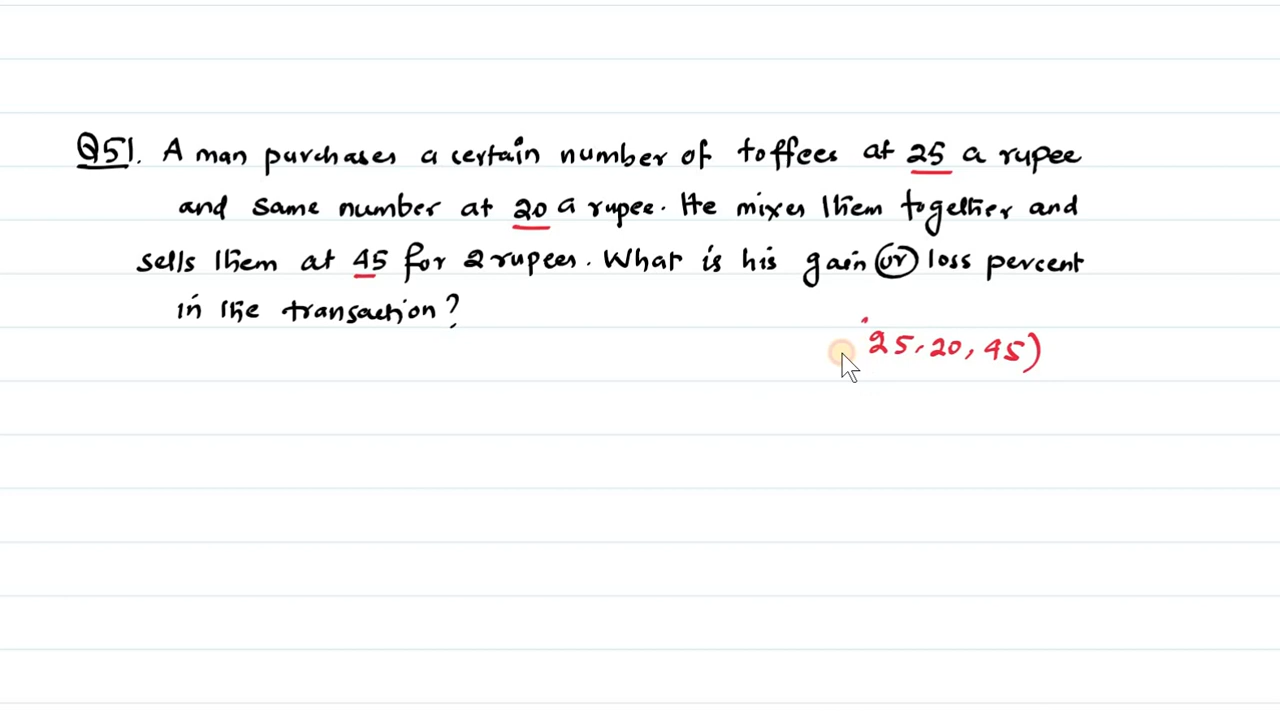 Q51. A man purchases a certain number of toffees at 25 a rupee
and same number at 20 a rupee. He mixes them together and
sells them at 45 for 2 rupees. What is his gain or loss percent
in the transaction?
25, 20, 45)